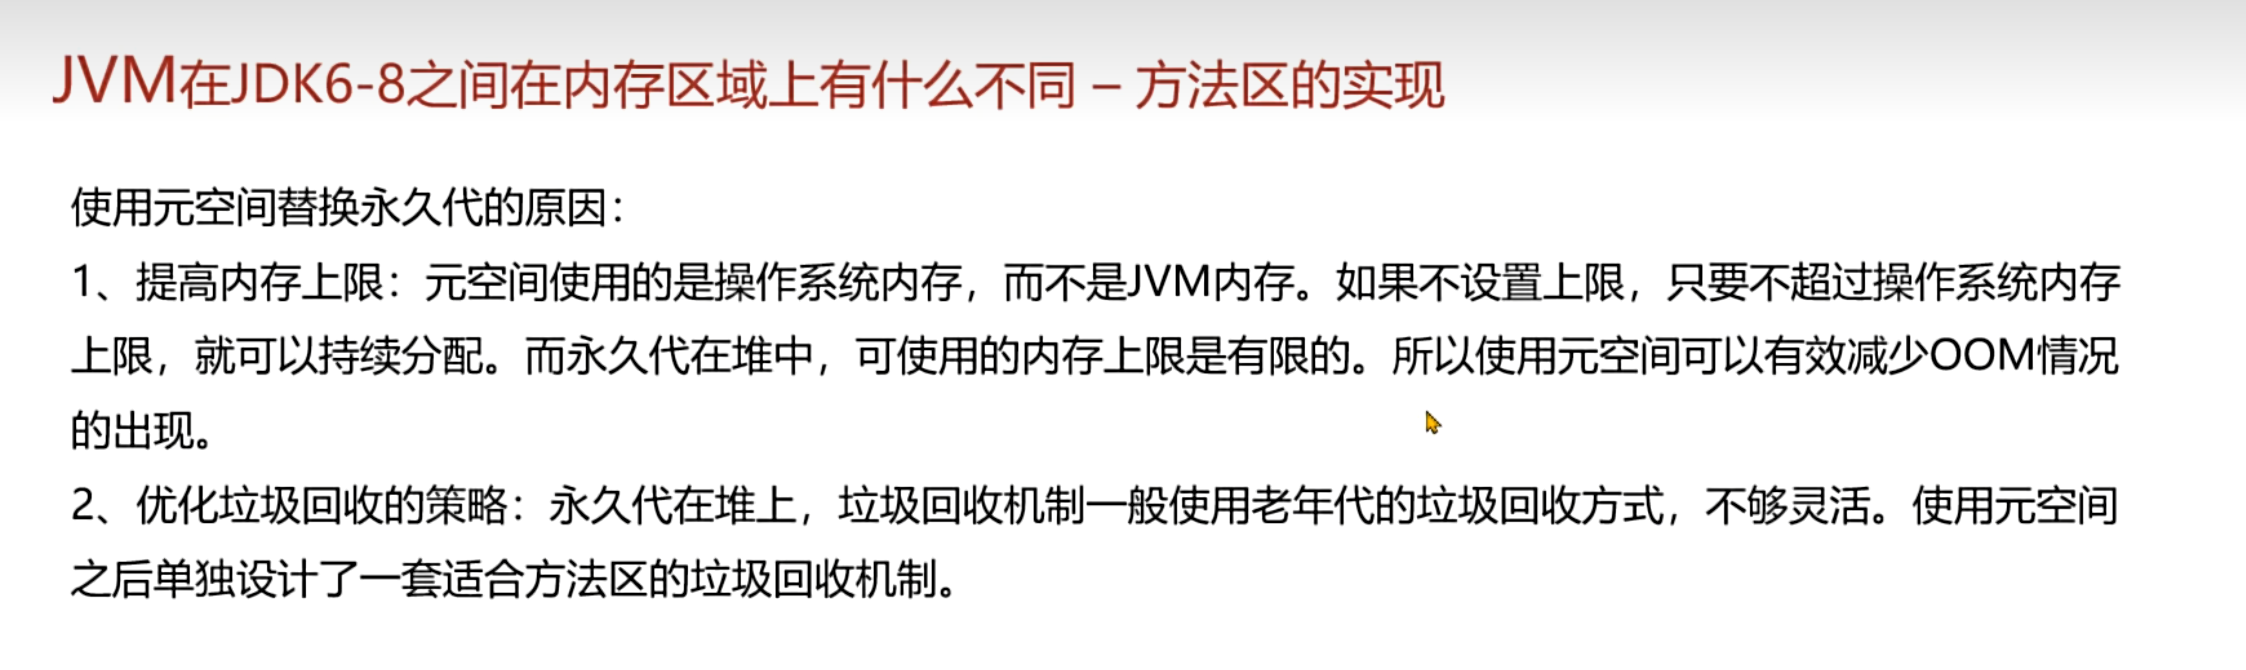 JVM在JDK6-8之间在内存区域上有什么不同 – 方法区的实现
使用元空间替换永久代的原因：
1、提高内存上限：元空间使用的是操作系统内存，而不是JVM内存。如果不设置上限，只要不超过操作系统内存
上限，就可以持续分配。而永久代在堆中，可使用的内存上限是有限的。所以使用元空间可以有效减少OOM情况
的出现。
2、优化垃圾回收的策略：永久代在堆上，垃圾回收机制一般使用老年代的垃圾回收方式，不够灵活。使用元空间
之后单独设计了一套适合方法区的垃圾回收机制。